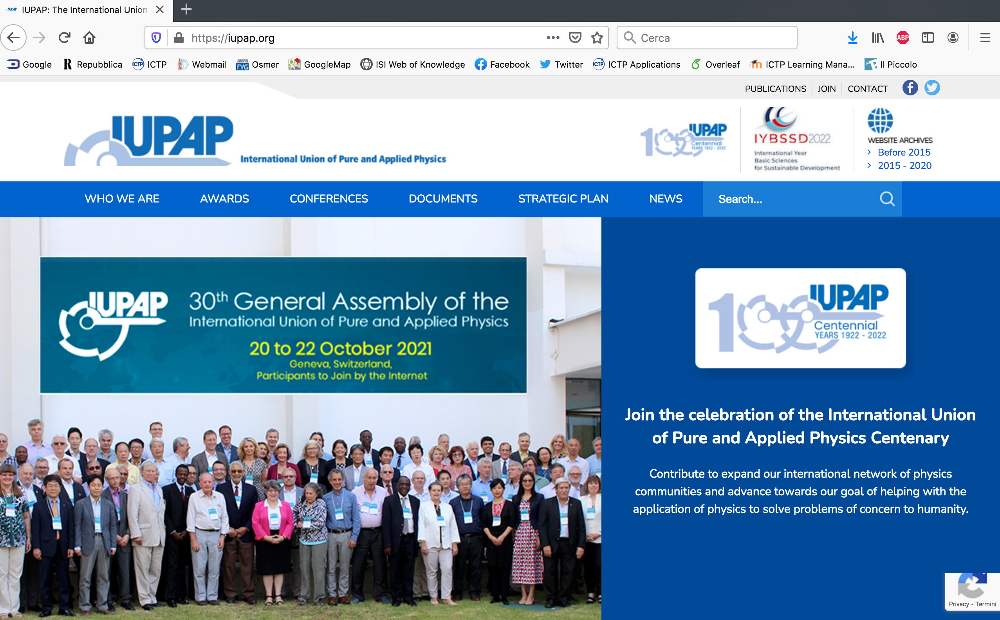 IUPAP: The International Union
https://iupap.org
Cerca
ABP
Google
Repubblica
ICTP
ICTP
Webmail
FVG
Osmer
GoogleMap
ISI Web of Knowledge
Facebook
Twitter
ICTP
ICTP Applications
Overleaf
ICTP Learning Mana...
Il Piccolo
PUBLICATIONS
JOIN
CONTACT
IUPAP
International Union of Pure and Applied Physics
100 IUPAP
Centennial
YEARS 1922 - 2022
IYBSSD2022
International Year
Basic Sciences
for Sustainable Development
WEBSITE ARCHIVES
Before 2015
2015 - 2020
WHO WE ARE
AWARDS
CONFERENCES
DOCUMENTS
STRATEGIC PLAN
NEWS
Search...
IUPAP
30th General Assembly of the
International Union of Pure and Applied Physics
20 to 22 October 2021
Geneva, Switzerland,
Participants to Join by the Internet
100 IUPAP
Centennial
YEARS 1922 - 2022
Join the celebration of the International Union
of Pure and Applied Physics Centenary
Contribute to expand our international network of physics
communities and advance towards our goal of helping with the
application of physics to solve problems of concern to humanity.
Privacy - Termini